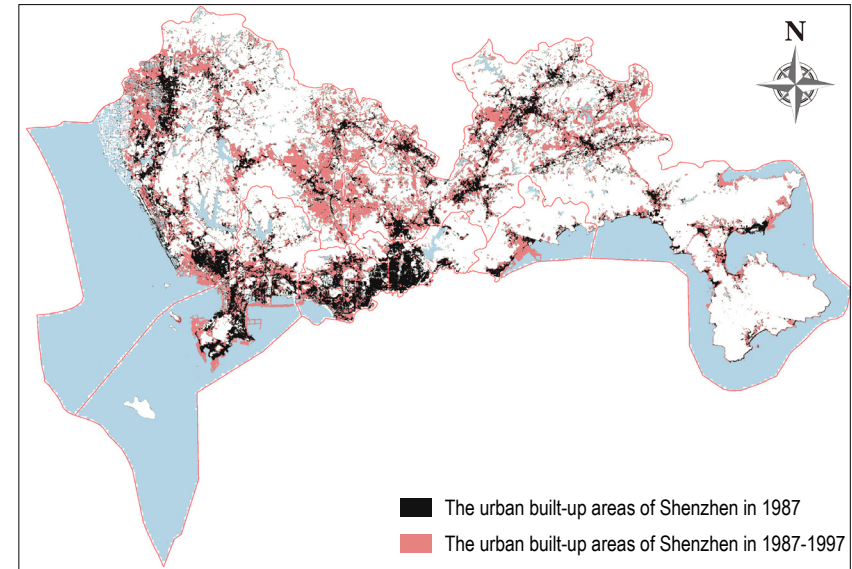 N
The urban built-up areas of Shenzhen in 1987
The urban built-up areas of Shenzhen in 1987-1997